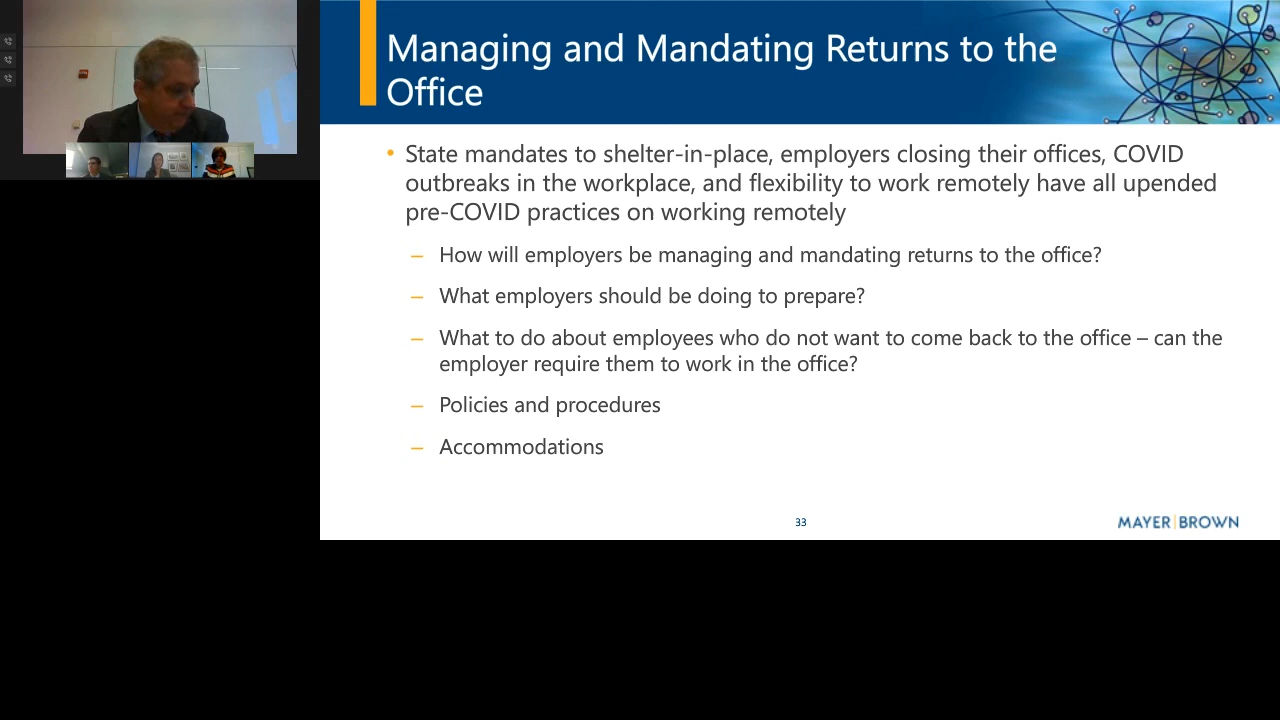 Managing and Mandating Returns to the
Office
• State mandates to shelter-in-place, employers closing their offices, COVID
outbreaks in the workplace, and flexibility to work remotely have all upended
pre-COVID practices on working remotely
– How will employers be managing and mandating returns to the office?
– What employers should be doing to prepare?
– What to do about employees who do not want to come back to the office – can the
employer require them to work in the office?
– Policies and procedures
– Accommodations
33
MAYER|BROWN